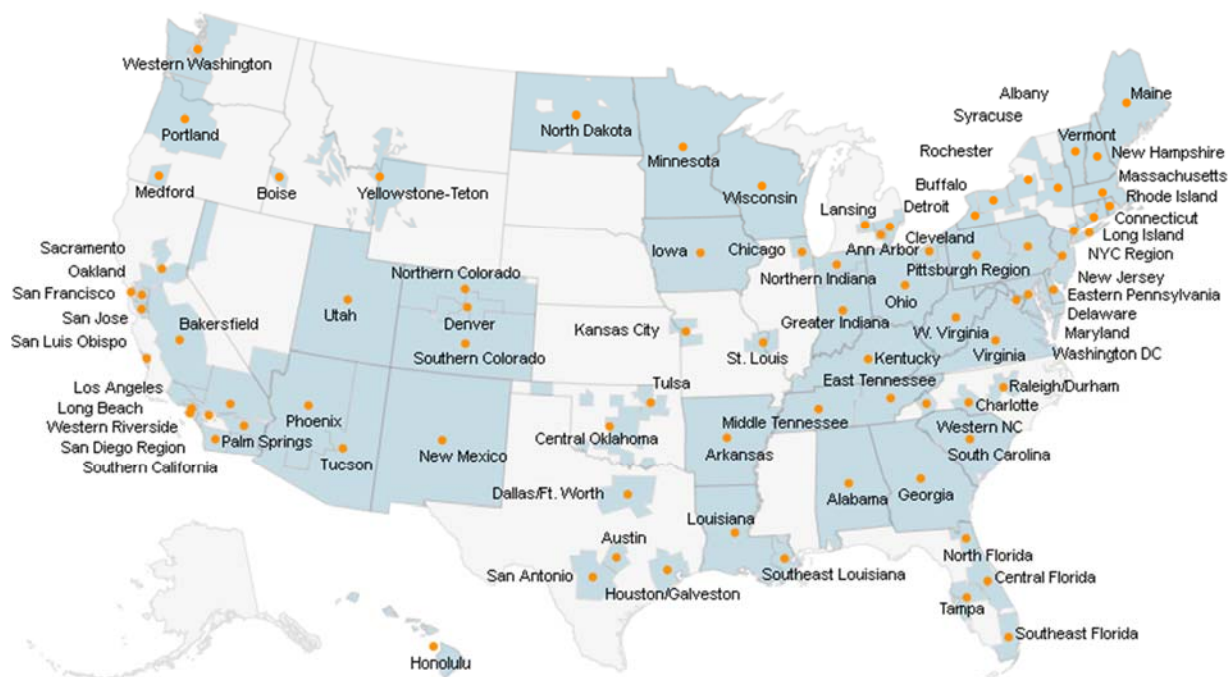 Western Washington
Portland
Medford
Boise
Yellowstone-Teton
North Dakota
Minnesota
Wisconsin
Iowa
Chicago
Lansing
Ann Arbor
Detroit
Cleveland
Northern Indiana
Greater Indiana
Ohio
Pittsburgh Region
Albany
Syracuse
Rochester
Buffalo
Maine
Vermont
New Hampshire
Massachusetts
Rhode Island
Connecticut
Long Island
NYC Region
New Jersey
Eastern Pennsylvania
Delaware
Maryland
Washington DC
W. Virginia
Virginia
Kentucky
East Tennessee
Middle Tennessee
Raleigh/Durham
Charlotte
Western NC
South Carolina
Georgia
Alabama
North Florida
Central Florida
Tampa
Southeast Florida
Sacramento
Oakland
San Francisco
San Jose
San Luis Obispo
Bakersfield
Los Angeles
Long Beach
Western Riverside
San Diego Region
Southern California
Palm Springs
Utah
Northern Colorado
Denver
Southern Colorado
Phoenix
Tucson
New Mexico
Kansas City
St. Louis
Tulsa
Central Oklahoma
Arkansas
Dallas/Ft. Worth
Louisiana
Southeast Louisiana
Austin
San Antonio
Houston/Galveston
Honolulu